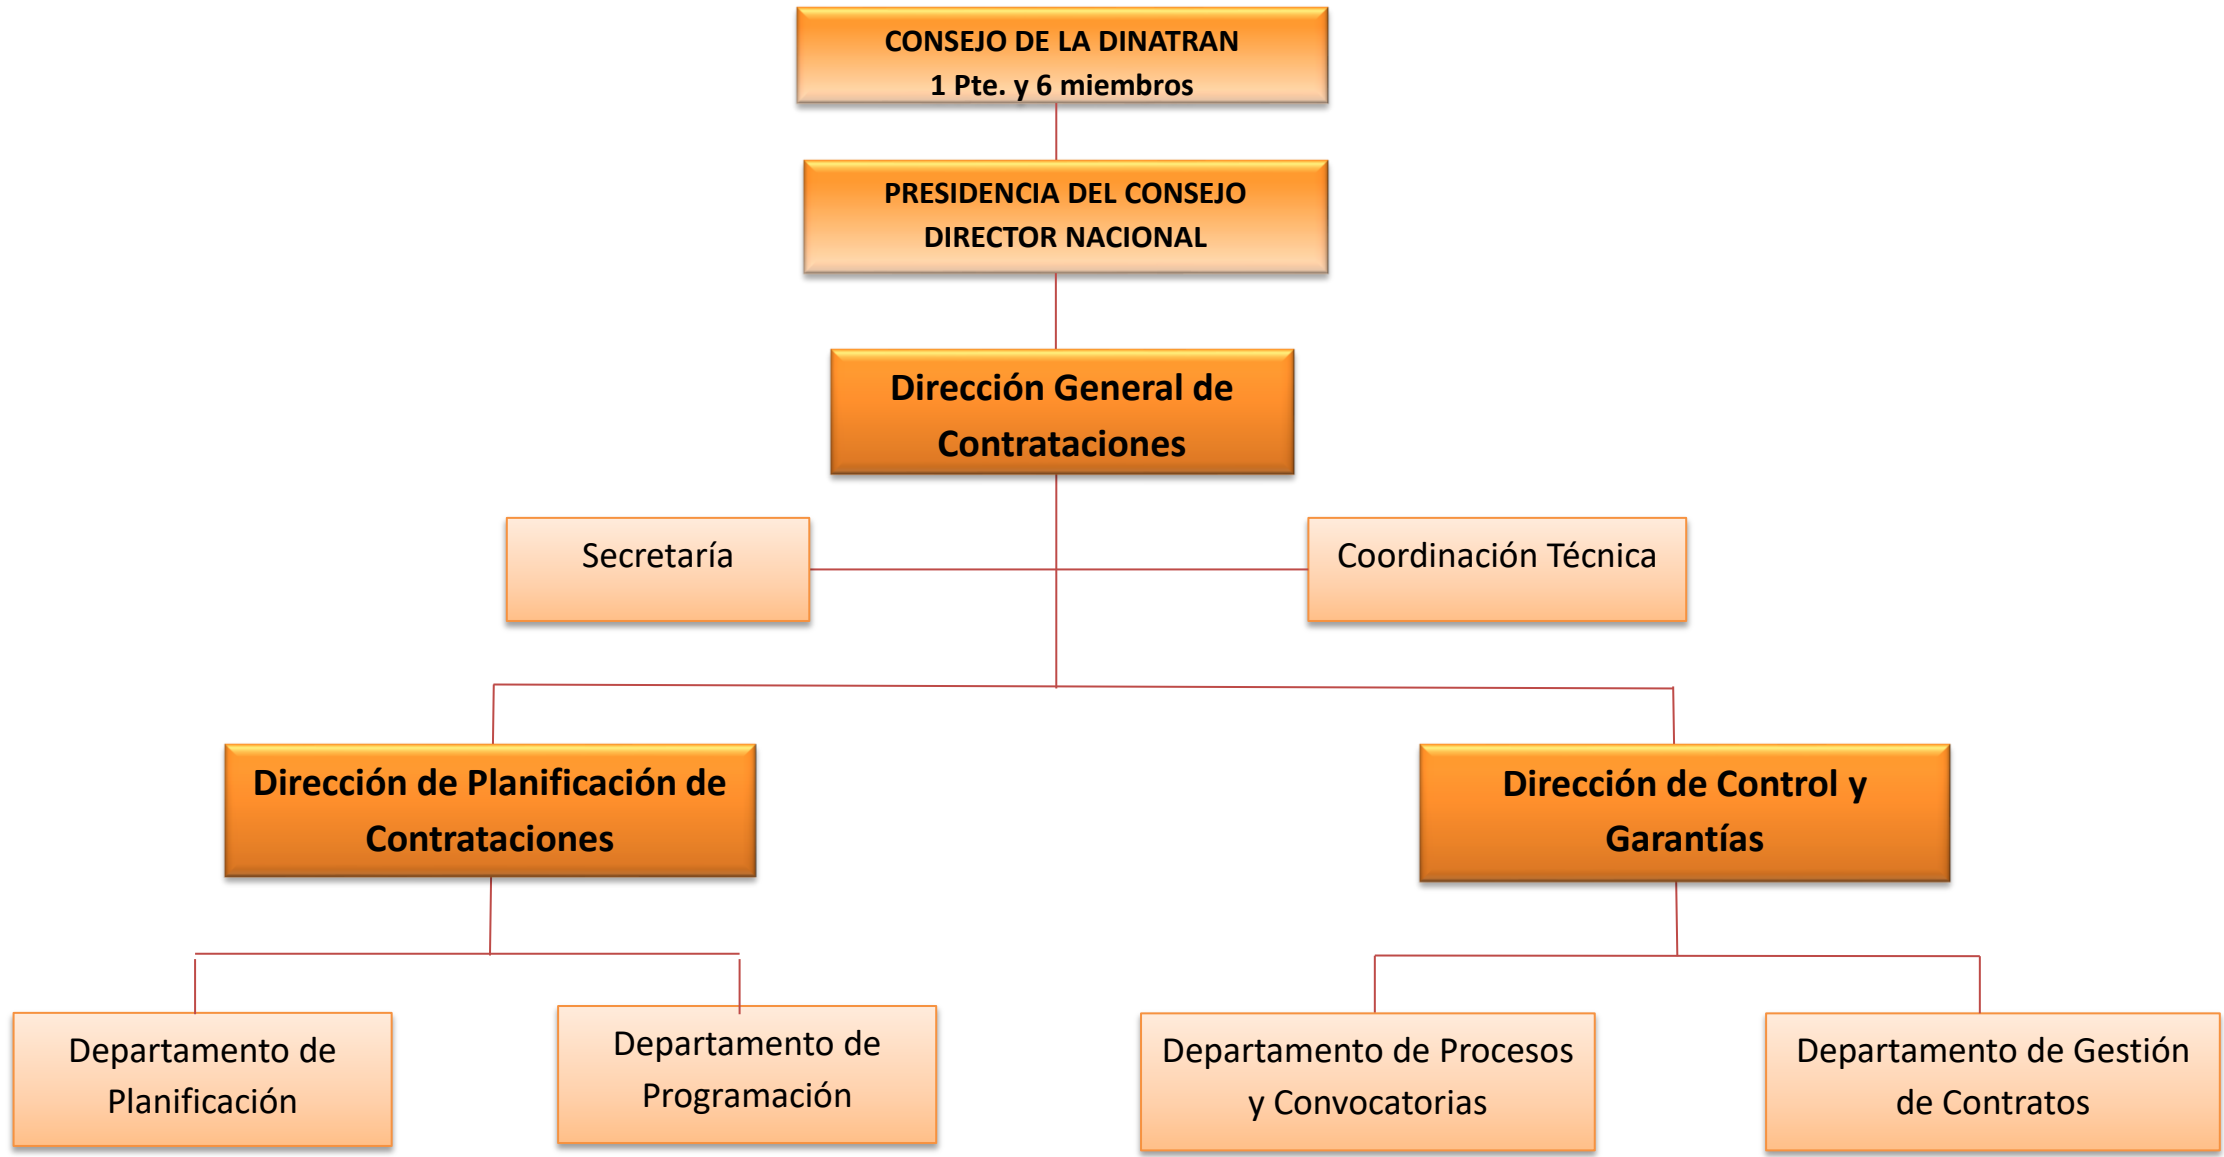 CONSEJO DE LA DINATRAN
1 Pte. y 6 miembros
PRESIDENCIA DEL CONSEJO
DIRECTOR NACIONAL
Dirección General de
Contrataciones
Secretaría
Coordinación Técnica
Dirección de Planificación de
Contrataciones
Dirección de Control y
Garantías
Departamento de
Planificación
Departamento de
Programación
Departamento de Procesos
y Convocatorias
Departamento de Gestión
de Contratos